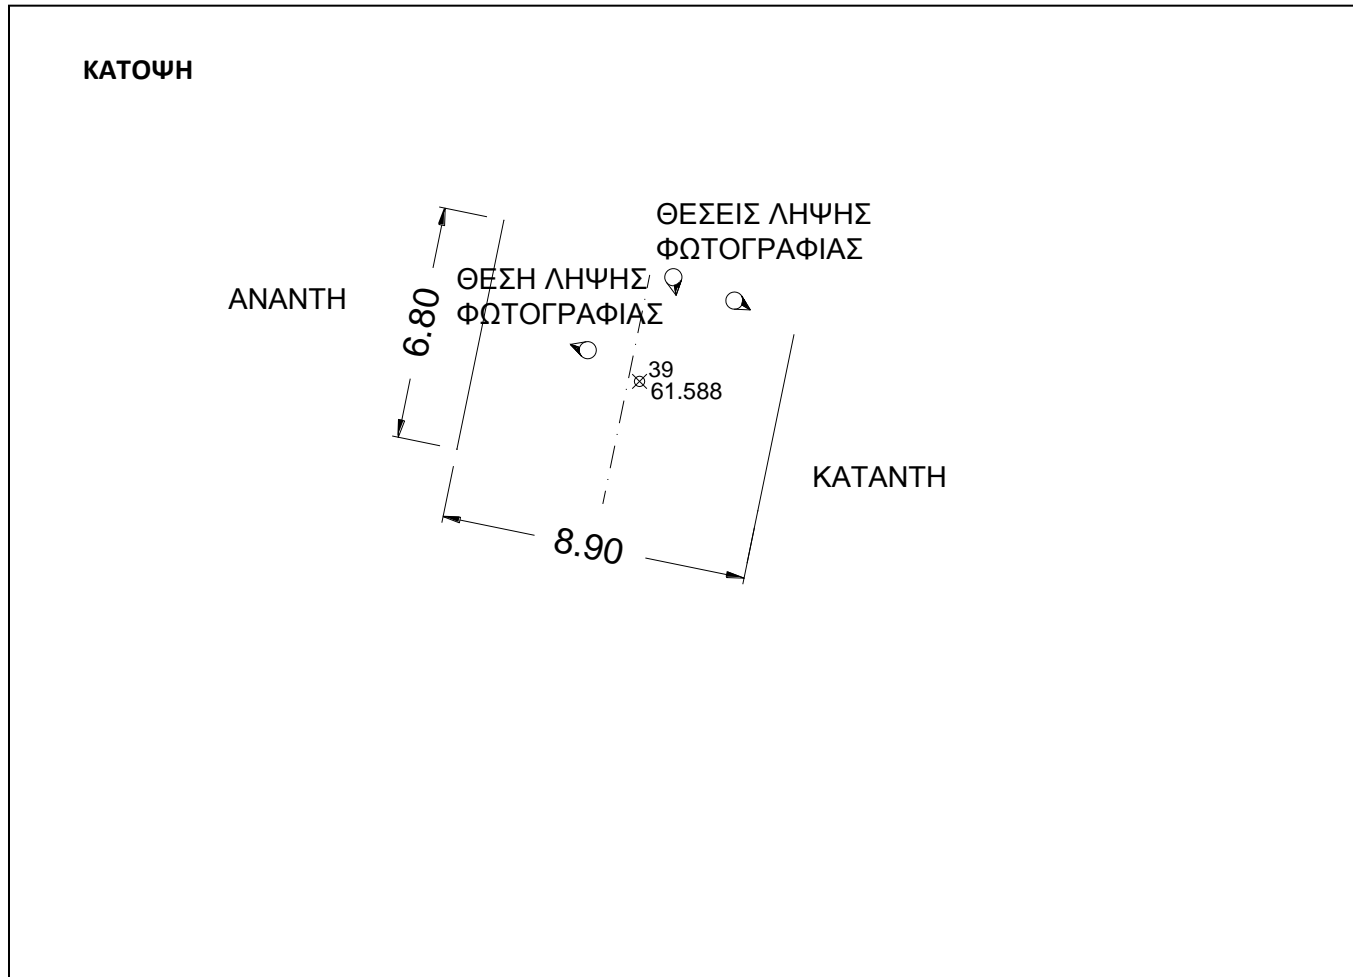 ΚΑΤΟΨΗ
ΘΕΣΕΙΣ ΛΗΨΗΣ
ΦΩΤΟΓΡΑΦΙΑΣ
ΘΕΣΗ ΛΗΨΗΣ
ΦΩΤΟΓΡΑΦΙΑΣ
ΑΝΑΝΤΗ
6.80
39
61.588
ΚΑΤΑΝΤΗ
8.90